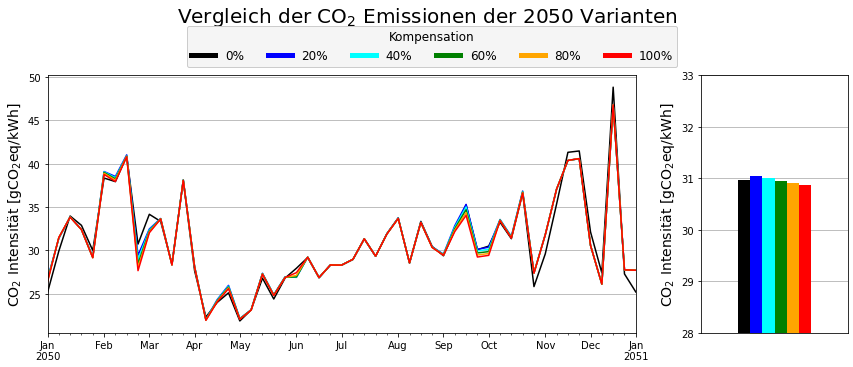 Vergleich der CO₂ Emissionen der 2050 Varianten
Kompensation
0% 20% 40% 60% 80% 100%
CO₂ Intensität [gCO₂eq/kWh]
50
45
40
35
30
25
Jan Feb Mar Apr May Jun Jul Aug Sep Oct Nov Dec Jan
2050 2051
CO₂ Intensität [gCO₂eq/kWh]
33
32
31
30
29
28